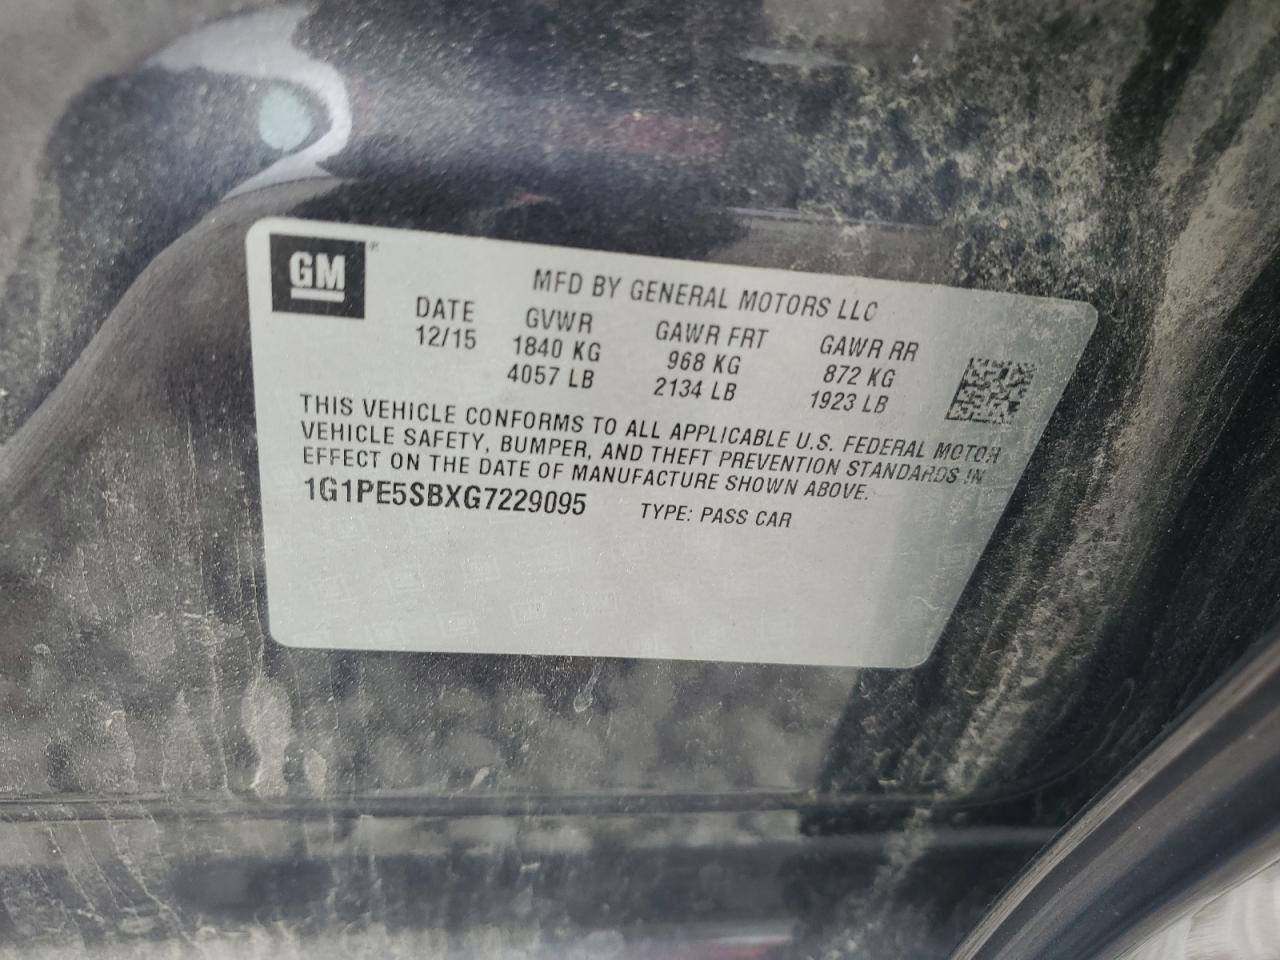 GM®
MFD BY GENERAL MOTORS LLC
DATE GVWR GAWR FRT GAWR RR
12/15 1840 KG 968 KG 872 KG
4057 LB 2134 LB 1923 LB
THIS VEHICLE CONFORMS TO ALL APPLICABLE U.S. FEDERAL MOTOR
VEHICLE SAFETY, BUMPER, AND THEFT PREVENTION STANDARDS IN
EFFECT ON THE DATE OF MANUFACTURE SHOWN ABOVE.
1G1PE5SBXG7229095 TYPE: PASS CAR